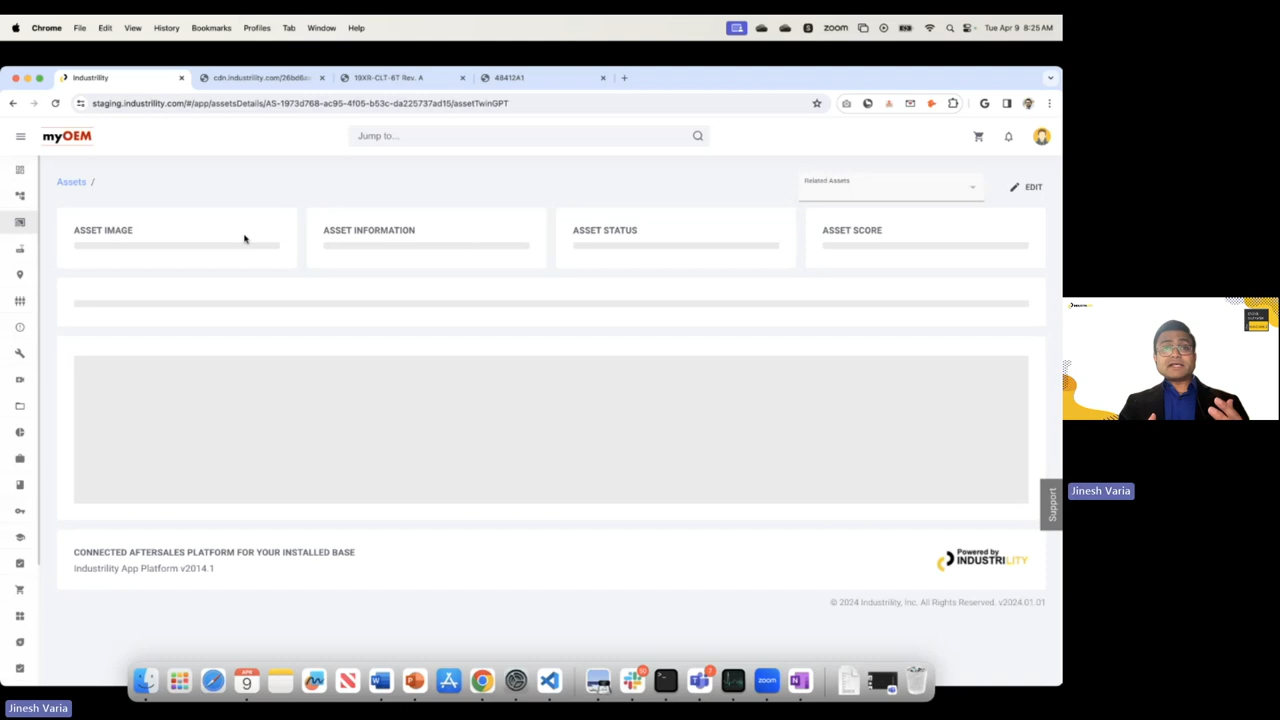 Chrome File Edit View History Bookmarks Profiles Tab Window Help
zoom
Tue Apr 9 8:25 AM
Industrility
cdn.industrility.com/26bd6a
19XR-CLT-6T Rev. A
48412A1
staging.industrility.com/#/app/assetsDetails/AS-1973d768-ac95-4f05-b53c-da225737ad15/assetTwinGPT
myOEM
Jump to...
Assets /
Related Assets
EDIT
ASSET IMAGE
ASSET INFORMATION
ASSET STATUS
ASSET SCORE
Support
CONNECTED AFTERSALES PLATFORM FOR YOUR INSTALLED BASE
Industrility App Platform v2014.1
Powered by
INDUSTRILITY
© 2024 Industrility, Inc. All Rights Reserved. v2024.01.01
APR
9
zoom
Jinesh Varia
Jinesh Varia